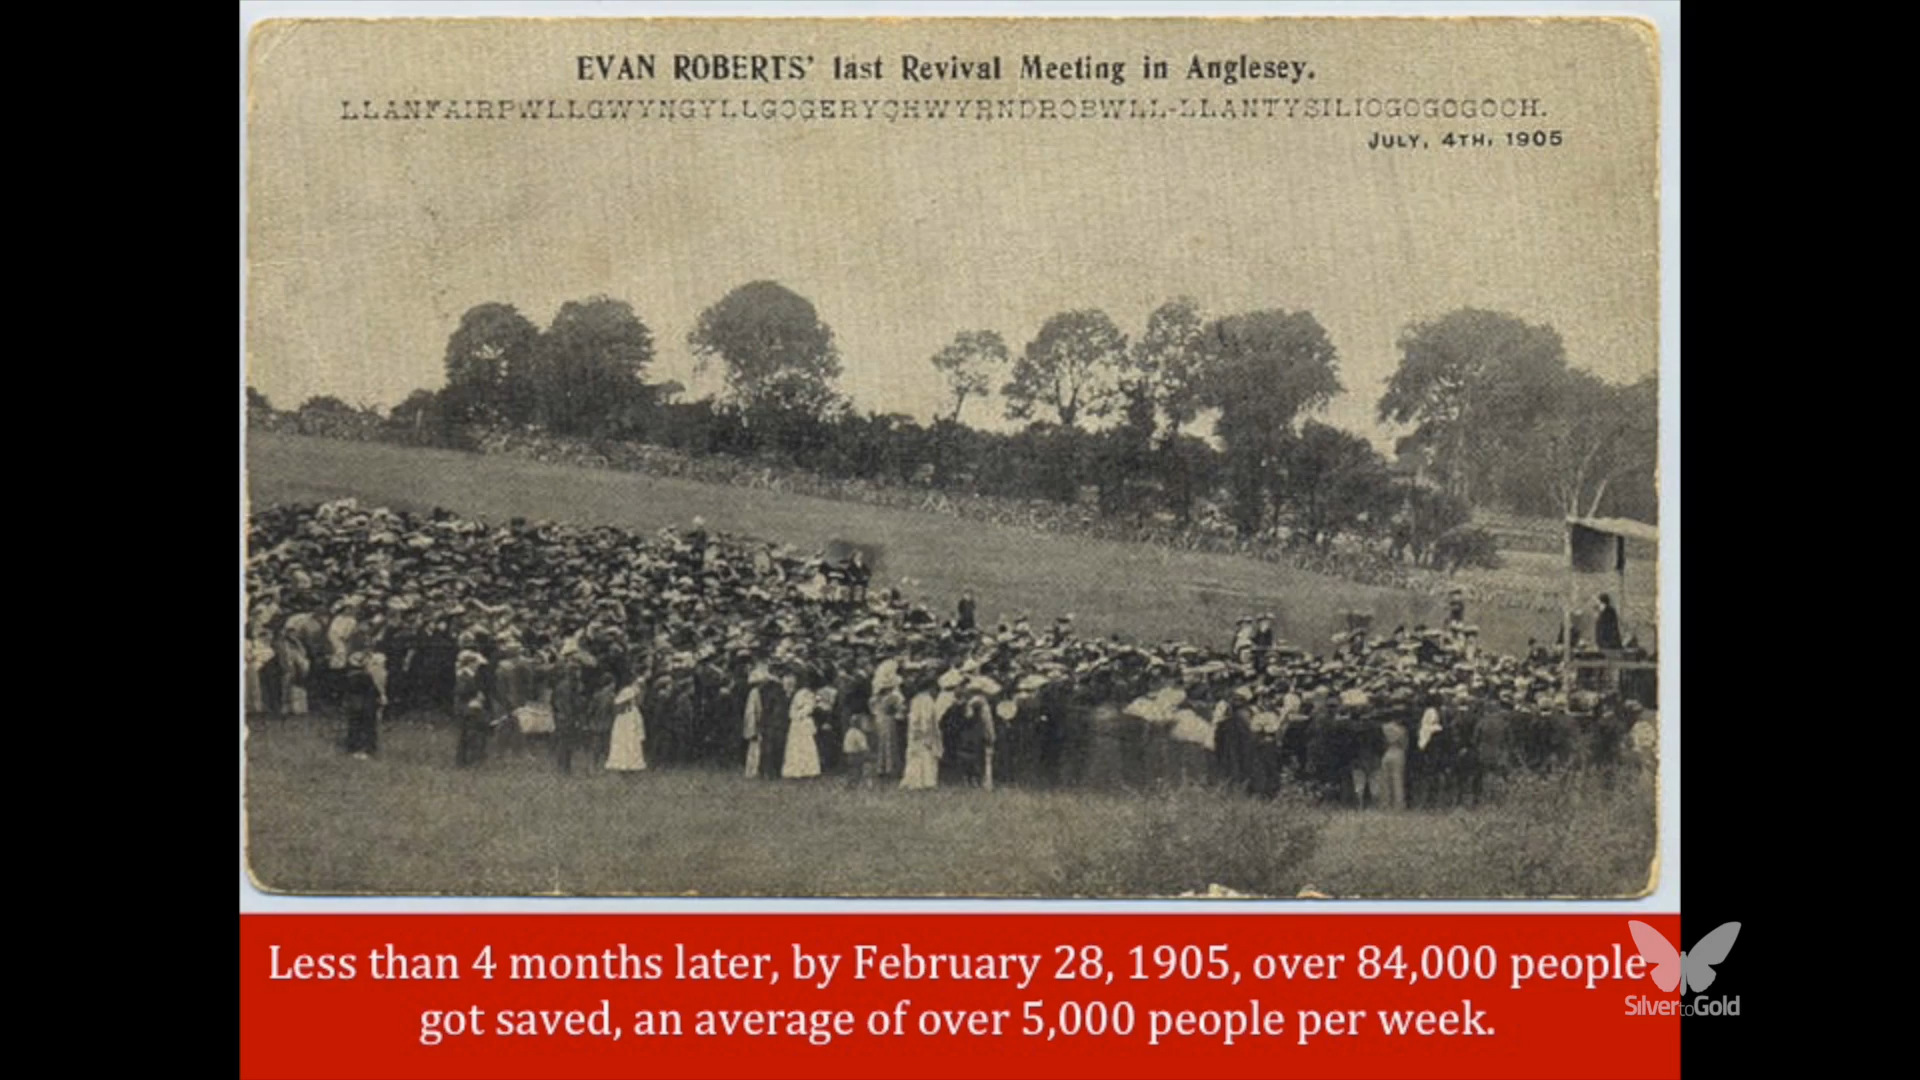 EVAN ROBERTS' last Revival Meeting in Anglesey.
LLANFAIRPWLLGWYNGYLLGOGERYCHWYRNDROBWLL-LLANTYSILIOGOGOGOCH.
JULY, 4TH, 1905
Less than 4 months later, by February 28, 1905, over 84,000 people
got saved, an average of over 5,000 people per week.
SilvertoGold